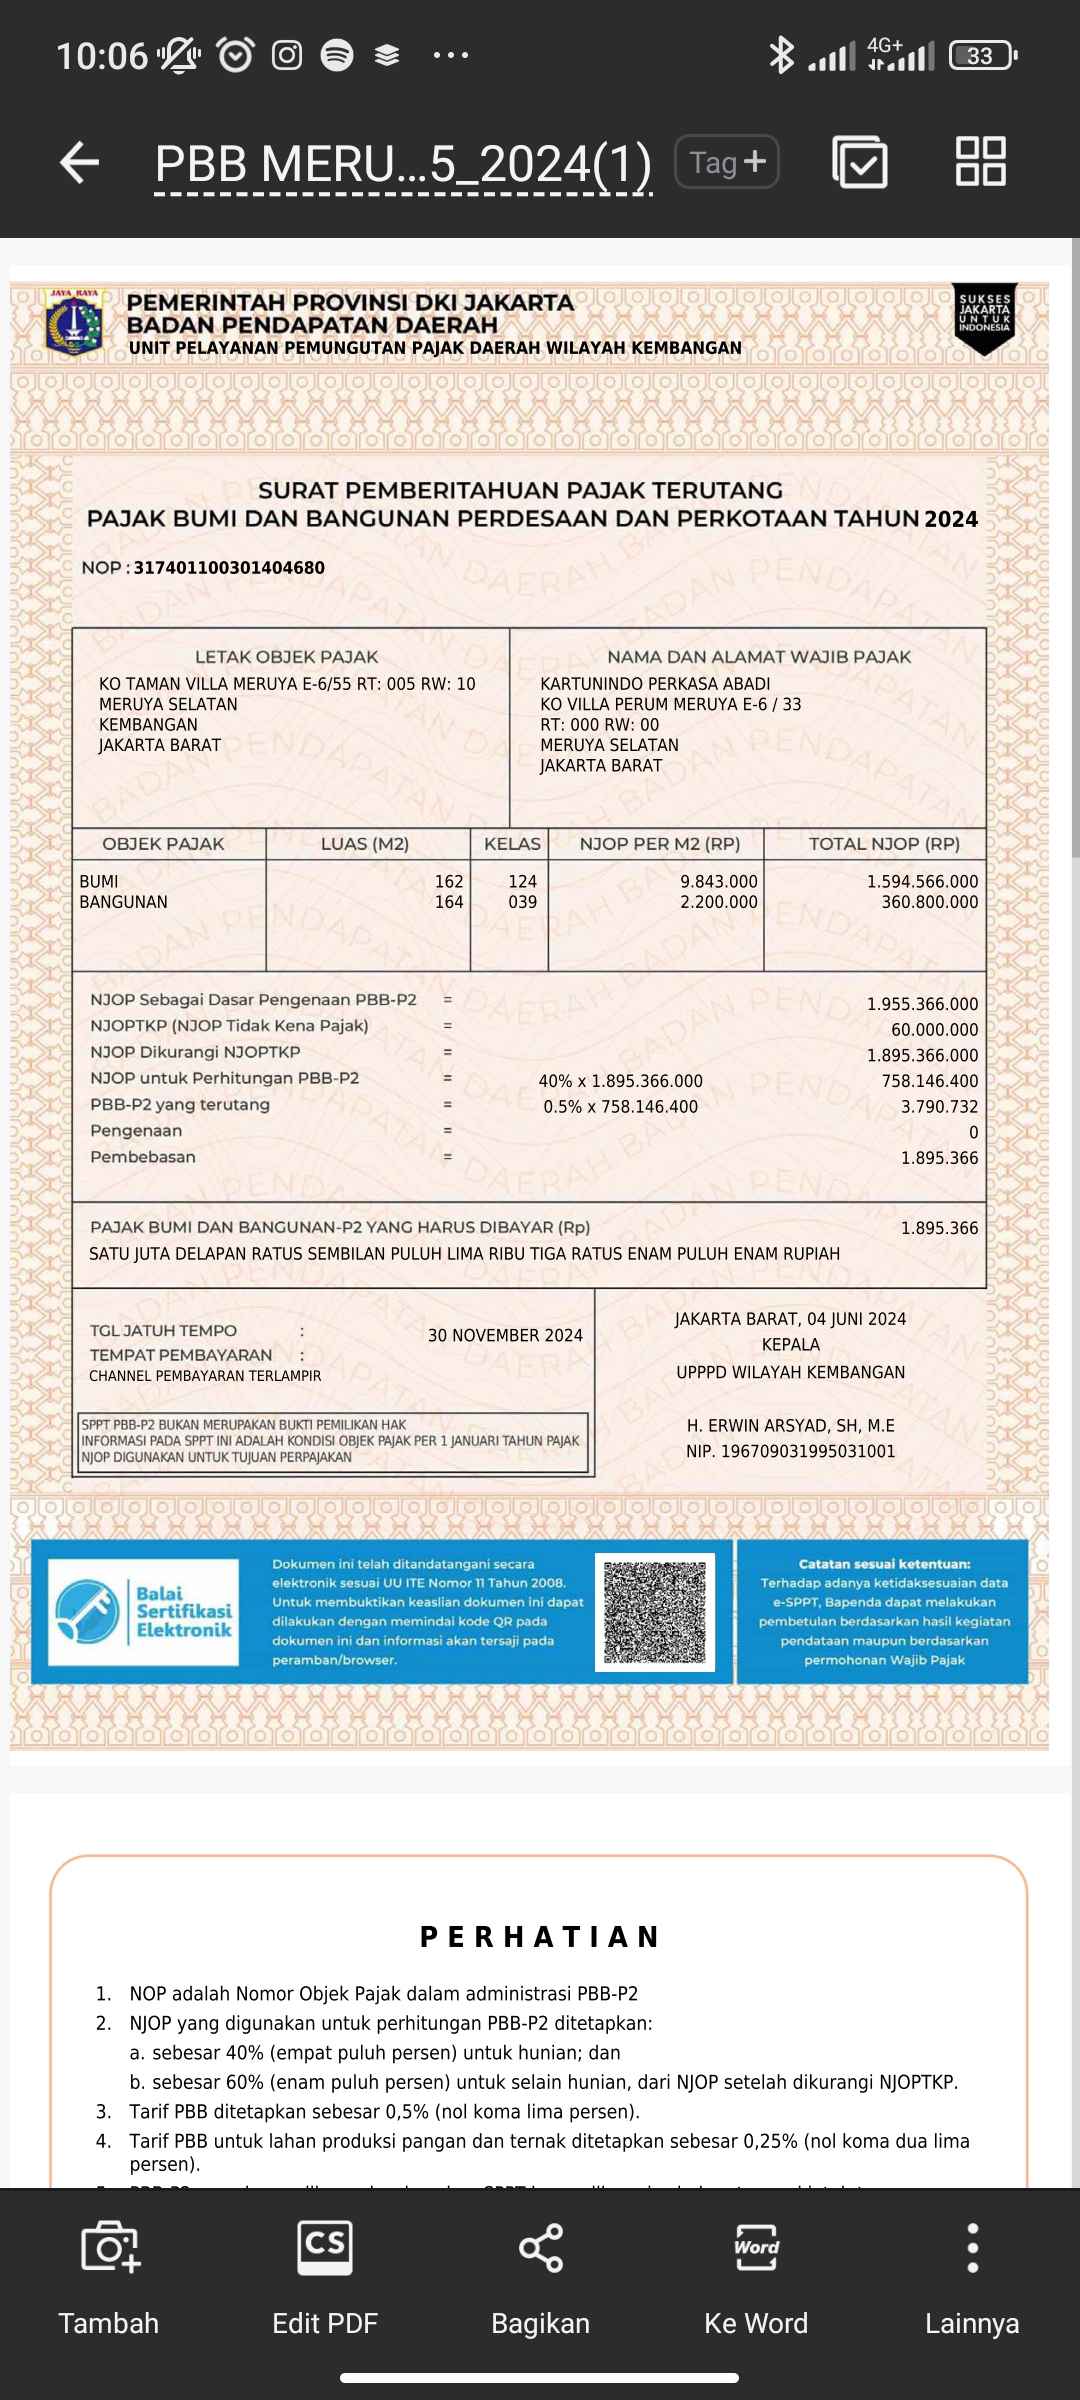 10:06
4G+
33
PBB MERU...5_2024(1)
Tag +
JAYA RAYA
PEMERINTAH PROVINSI DKI JAKARTA
BADAN PENDAPATAN DAERAH
UNIT PELAYANAN PEMUNGUTAN PAJAK DAERAH WILAYAH KEMBANGAN
SUKSES
JAKARTA
UNTUK
INDONESIA
SURAT PEMBERITAHUAN PAJAK TERUTANG
PAJAK BUMI DAN BANGUNAN PERDESAAN DAN PERKOTAAN TAHUN 2024
NOP : 317401100301404680
LETAK OBJEK PAJAK
KO TAMAN VILLA MERUYA E-6/55 RT: 005 RW: 10
MERUYA SELATAN
KEMBANGAN
JAKARTA BARAT
NAMA DAN ALAMAT WAJIB PAJAK
KARTUNINDO PERKASA ABADI
KO VILLA PERUM MERUYA E-6 / 33
RT: 000 RW: 00
MERUYA SELATAN
JAKARTA BARAT
OBJEK PAJAK LUAS (M2) KELAS NJOP PER M2 (RP) TOTAL NJOP (RP)
BUMI 162 124 9.843.000 1.594.566.000
BANGUNAN 164 039 2.200.000 360.800.000
NJOP Sebagai Dasar Pengenaan PBB-P2 = 1.955.366.000
NJOPTKP (NJOP Tidak Kena Pajak) = 60.000.000
NJOP Dikurangi NJOPTKP = 1.895.366.000
NJOP untuk Perhitungan PBB-P2 = 40% x 1.895.366.000 758.146.400
PBB-P2 yang terutang = 0.5% x 758.146.400 3.790.732
Pengenaan = 0
Pembebasan = 1.895.366
PAJAK BUMI DAN BANGUNAN-P2 YANG HARUS DIBAYAR (Rp) 1.895.366
SATU JUTA DELAPAN RATUS SEMBILAN PULUH LIMA RIBU TIGA RATUS ENAM PULUH ENAM RUPIAH
TGL JATUH TEMPO : 30 NOVEMBER 2024
TEMPAT PEMBAYARAN :
CHANNEL PEMBAYARAN TERLAMPIR
SPPT PBB-P2 BUKAN MERUPAKAN BUKTI PEMILIKAN HAK
INFORMASI PADA SPPT INI ADALAH KONDISI OBJEK PAJAK PER 1 JANUARI TAHUN PAJAK
NJOP DIGUNAKAN UNTUK TUJUAN PERPAJAKAN
JAKARTA BARAT, 04 JUNI 2024
KEPALA
UPPPD WILAYAH KEMBANGAN
H. ERWIN ARSYAD, SH, M.E
NIP. 196709031995031001
Balai
Sertifikasi
Elektronik
Dokumen ini telah ditandatangani secara
elektronik sesuai UU ITE Nomor 11 Tahun 2008.
Untuk membuktikan keaslian dokumen ini dapat
dilakukan dengan memindai kode QR pada
dokumen ini dan informasi akan tersaji pada
peramban/browser.
Catatan sesuai ketentuan:
Terhadap adanya ketidaksesuaian data
e-SPPT, Bapenda dapat melakukan
pembetulan berdasarkan hasil kegiatan
pendataan maupun berdasarkan
permohonan Wajib Pajak
PERHATIAN
1. NOP adalah Nomor Objek Pajak dalam administrasi PBB-P2
2. NJOP yang digunakan untuk perhitungan PBB-P2 ditetapkan:
a. sebesar 40% (empat puluh persen) untuk hunian; dan
b. sebesar 60% (enam puluh persen) untuk selain hunian, dari NJOP setelah dikurangi NJOPTKP.
3. Tarif PBB ditetapkan sebesar 0,5% (nol koma lima persen).
4. Tarif PBB untuk lahan produksi pangan dan ternak ditetapkan sebesar 0,25% (nol koma dua lima
persen).
CS
Word
Tambah
Edit PDF
Bagikan
Ke Word
Lainnya